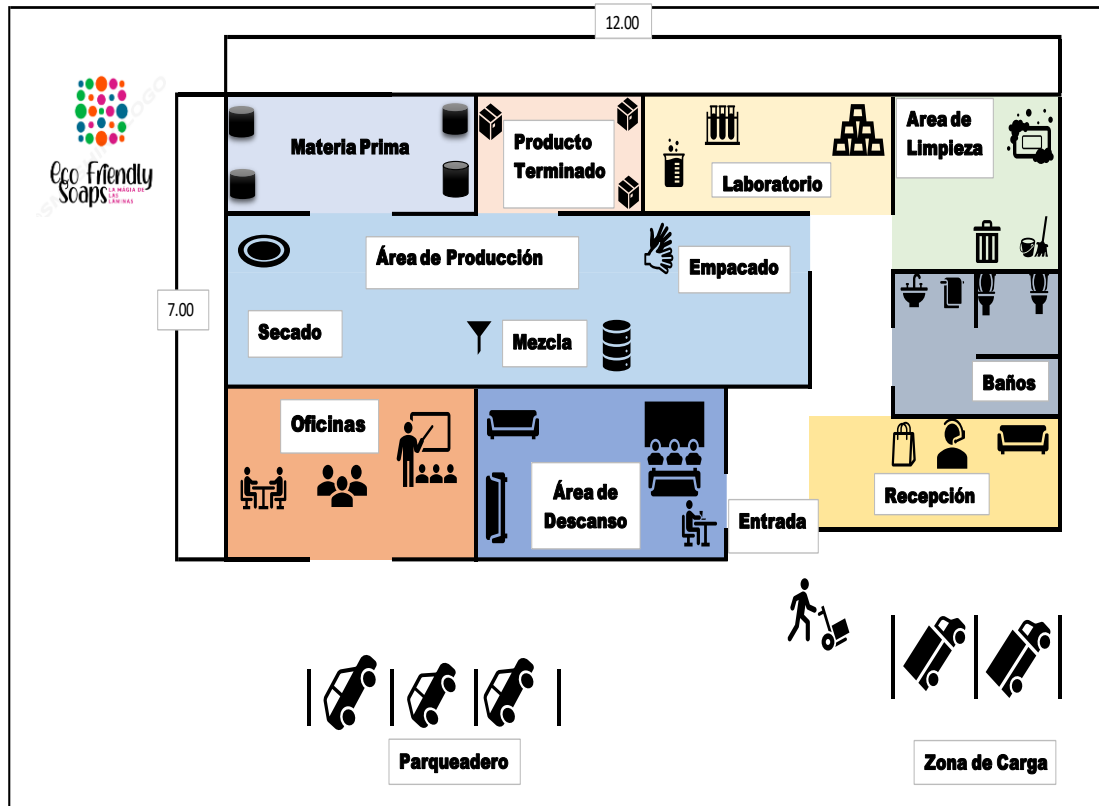 12.00
Eco Friendly
Soaps
LA MAGIA DE
LAS
LÁMINAS
Materia Prima
Producto
Terminado
Laboratorio
Area de
Limpieza
Área de Producción
Empacado
7.00
Secado
Mezcla
Baños
Oficinas
Área de
Descanso
Entrada
Recepción
Parqueadero
Zona de Carga